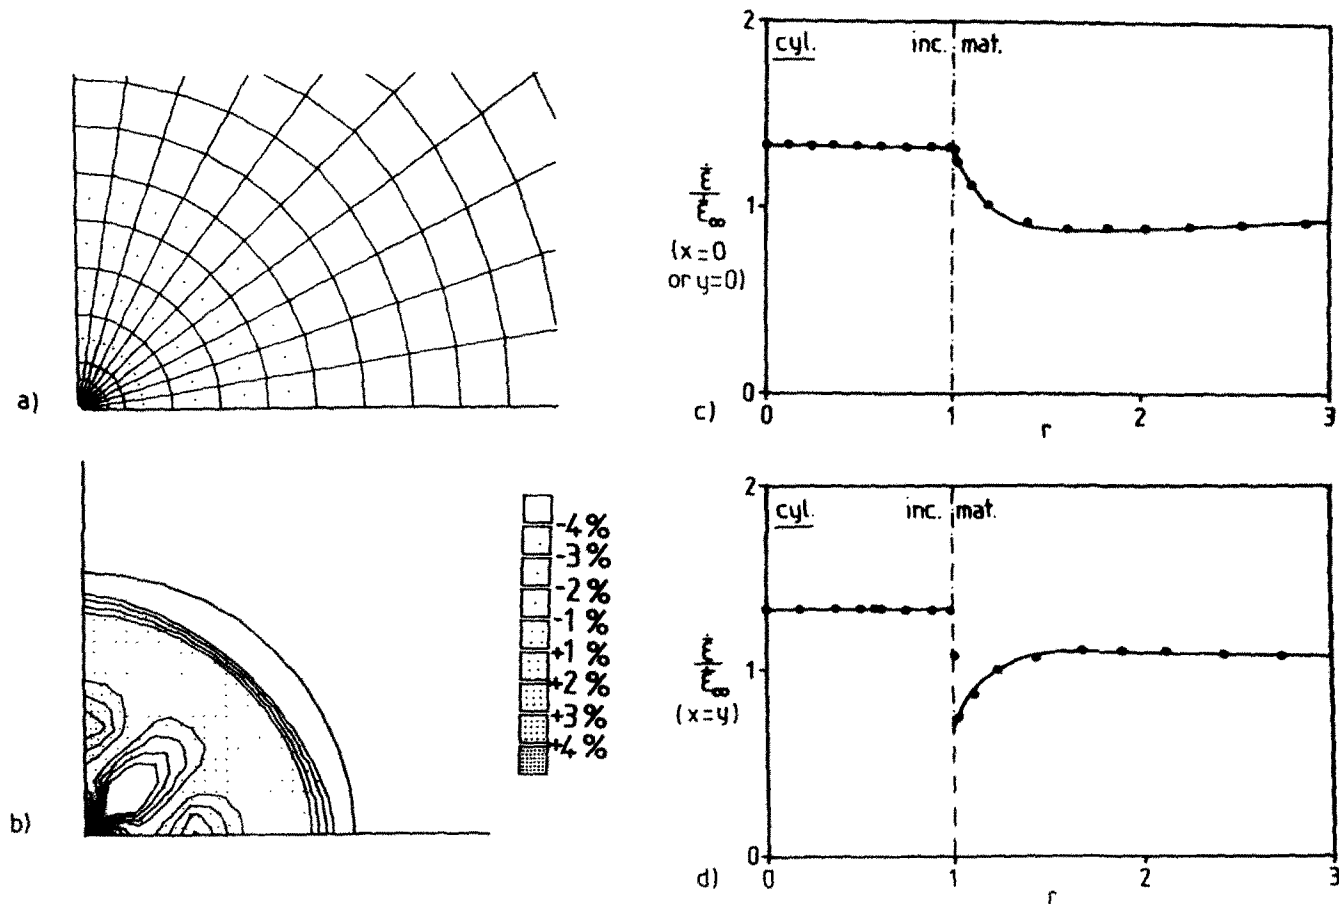 a)
b)
-4%
-3%
-2%
-1%
+1%
+2%
+3%
+4%
2
cyl.
inc. mat.
1
ε̇
ε̇∞
(x=0
or y=0)
0
0 1 2 3
c)
r
2
cyl.
inc. mat.
1
ε̇
ε̇∞
(x=y)
0
0 1 2 3
d)
r